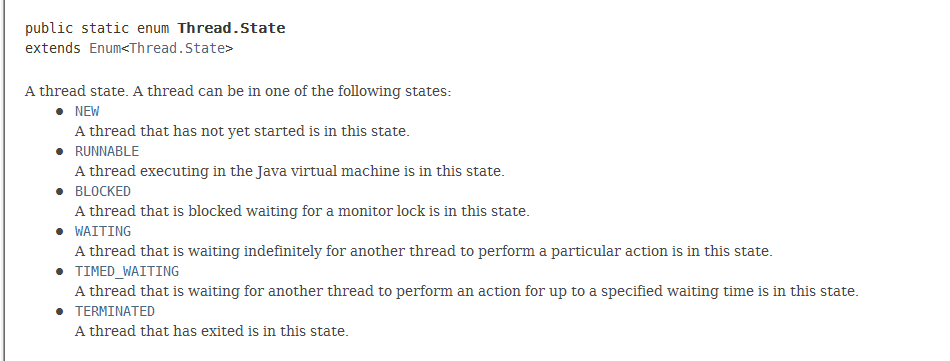 public static enum Thread.State
extends Enum<Thread.State>
A thread state. A thread can be in one of the following states:
• NEW
A thread that has not yet started is in this state.
• RUNNABLE
A thread executing in the Java virtual machine is in this state.
• BLOCKED
A thread that is blocked waiting for a monitor lock is in this state.
• WAITING
A thread that is waiting indefinitely for another thread to perform a particular action is in this state.
• TIMED_WAITING
A thread that is waiting for another thread to perform an action for up to a specified waiting time is in this state.
• TERMINATED
A thread that has exited is in this state.